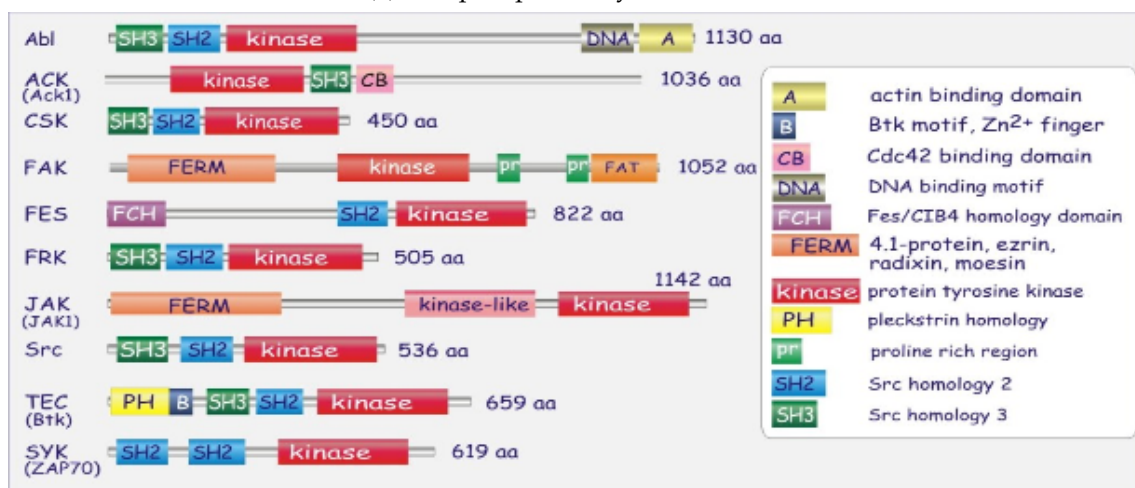 Abl SH3 SH2 kinase DNA A 1130 aa
ACK kinase SH3 CB 1036 aa
(Ack1)
CSK SH3 SH2 kinase 450 aa
FAK FERM kinase pr pr FAT 1052 aa
FES FCH SH2 kinase 822 aa
FRK SH3 SH2 kinase 505 aa
1142 aa
JAK FERM kinase-like kinase
(JAK1)
Src SH3 SH2 kinase 536 aa
TEC PH B SH3 SH2 kinase 659 aa
(Btk)
SYK SH2 SH2 kinase 619 aa
(ZAP70)
A actin binding domain
B Btk motif, Zn2+ finger
CB Cdc42 binding domain
DNA DNA binding motif
FCH Fes/CIB4 homology domain
FERM 4.1-protein, ezrin,
radixin, moesin
kinase protein tyrosine kinase
PH pleckstrin homology
pr proline rich region
SH2 Src homology 2
SH3 Src homology 3